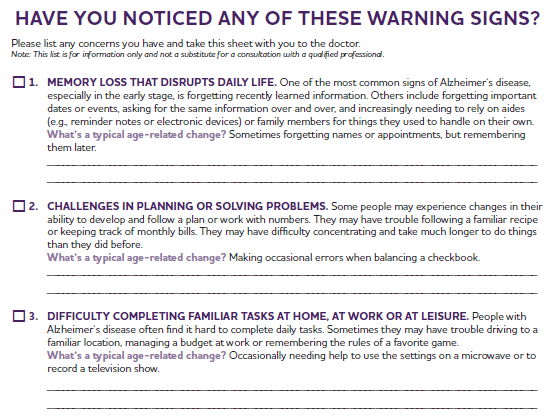 HAVE YOU NOTICED ANY OF THESE WARNING SIGNS?
Please list any concerns you have and take this sheet with you to the doctor.
Note: This list is for information only and not a substitute for a consultation with a qualified professional.
1. MEMORY LOSS THAT DISRUPTS DAILY LIFE. One of the most common signs of Alzheimer's disease,
especially in the early stage, is forgetting recently learned information. Others include forgetting important
dates or events, asking for the same information over and over, and increasingly needing to rely on aides
(e.g., reminder notes or electronic devices) or family members for things they used to handle on their own.
What's a typical age-related change? Sometimes forgetting names or appointments, but remembering
them later.
2. CHALLENGES IN PLANNING OR SOLVING PROBLEMS. Some people may experience changes in their
ability to develop and follow a plan or work with numbers. They may have trouble following a familiar recipe
or keeping track of monthly bills. They may have difficulty concentrating and take much longer to do things
than they did before.
What's a typical age-related change? Making occasional errors when balancing a checkbook.
3. DIFFICULTY COMPLETING FAMILIAR TASKS AT HOME, AT WORK OR AT LEISURE. People with
Alzheimer's disease often find it hard to complete daily tasks. Sometimes they may have trouble driving to a
familiar location, managing a budget at work or remembering the rules of a favorite game.
What's a typical age-related change? Occasionally needing help to use the settings on a microwave or to
record a television show.